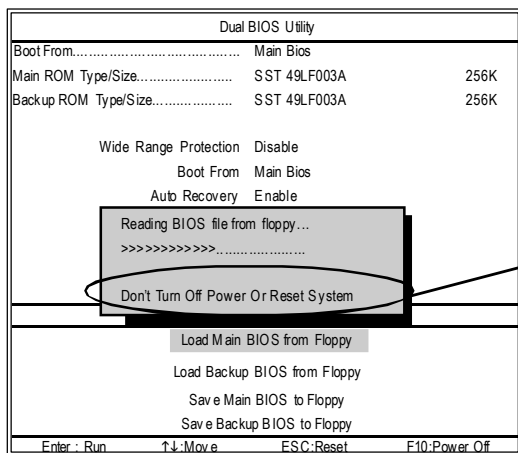 Dual BIOS Utility
Boot From........................................ Main Bios
Main ROM Type/Size....................... SST 49LF003A 256K
Backup ROM Type/Size................... SST 49LF003A 256K
Wide Range Protection Disable
Boot From Main Bios
Auto Recovery Enable
Reading BIOS file from floppy...
>>>>>>>>>>>>>.....................
Don't Turn Off Power Or Reset System
Load Main BIOS from Floppy
Load Backup BIOS from Floppy
Save Main BIOS to Floppy
Save Backup BIOS to Floppy
Enter : Run ↑↓:Move ESC:Reset F10:Power Off